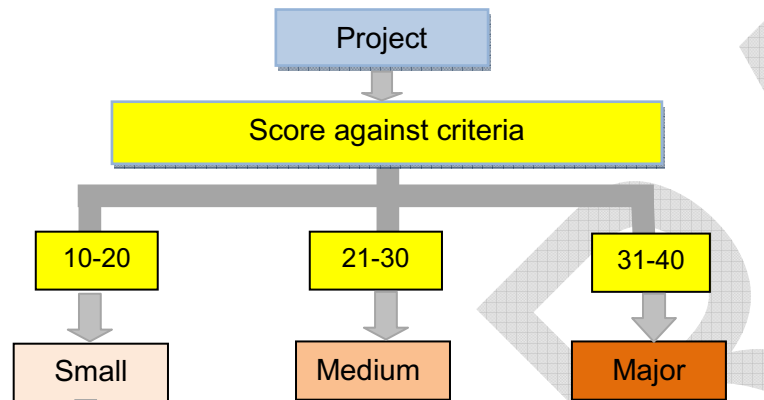 Project
Score against criteria
10-20
21-30
31-40
Small
Medium
Major